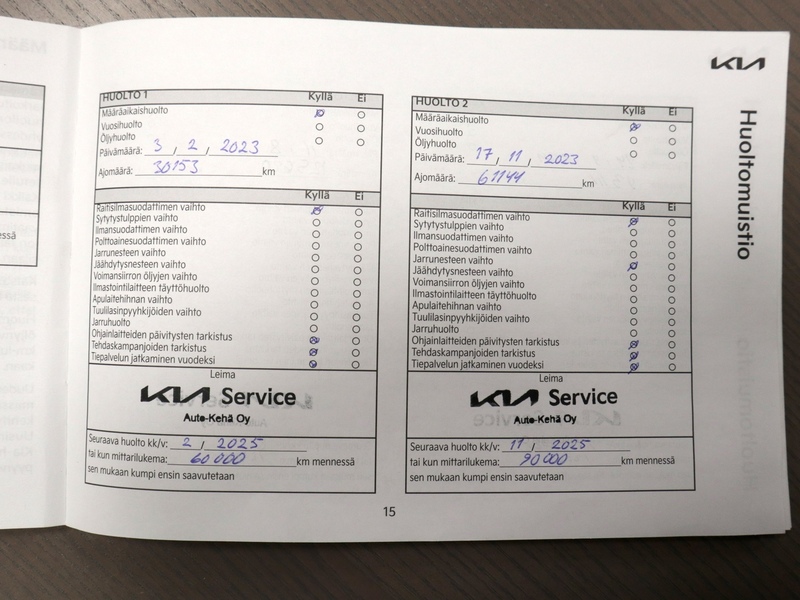 KIA
Huoltomuistio
HUOLTO 1 Kyllä Ei
Määräaikaishuolto
Vuosihuolto
Öljyhuolto
Päivämäärä: 3 / 2 / 2023
Ajomäärä: 30153 km
Kyllä Ei
Raitisilmasuodattimen vaihto
Sytytystulppien vaihto
Ilmansuodattimen vaihto
Polttoainesuodattimen vaihto
Jarrunesteen vaihto
Jäähdytysnesteen vaihto
Voimansiirron öljyjen vaihto
Ilmastointilaitteen täyttöhuolto
Apulaitehihnan vaihto
Tuulilasinpyyhkijöiden vaihto
Jarruhuolto
Ohjainlaitteiden päivitysten tarkistus
Tehdaskampanjoiden tarkistus
Tiepalvelun jatkaminen vuodeksi
Leima
KIA Service
Auto-Kehä Oy
Seuraava huolto kk/v: 2 / 2025
tai kun mittarilukema: 60 000 km mennessä
sen mukaan kumpi ensin saavutetaan
HUOLTO 2 Kyllä Ei
Määräaikaishuolto
Vuosihuolto
Öljyhuolto
Päivämäärä: 17 / 11 / 2023
Ajomäärä: 61144 km
Kyllä Ei
Raitisilmasuodattimen vaihto
Sytytystulppien vaihto
Ilmansuodattimen vaihto
Polttoainesuodattimen vaihto
Jarrunesteen vaihto
Jäähdytysnesteen vaihto
Voimansiirron öljyjen vaihto
Ilmastointilaitteen täyttöhuolto
Apulaitehihnan vaihto
Tuulilasinpyyhkijöiden vaihto
Jarruhuolto
Ohjainlaitteiden päivitysten tarkistus
Tehdaskampanjoiden tarkistus
Tiepalvelun jatkaminen vuodeksi
Leima
KIA Service
Auto-Kehä Oy
Seuraava huolto kk/v: 11 / 2025
tai kun mittarilukema: 90 000 km mennessä
sen mukaan kumpi ensin saavutetaan
15